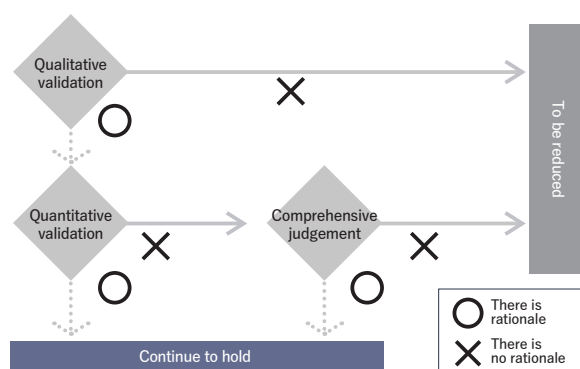 Qualitative
validation
To be reduced
Quantitative
validation
Comprehensive
judgement
There is
rationale
There is
no rationale
Continue to hold